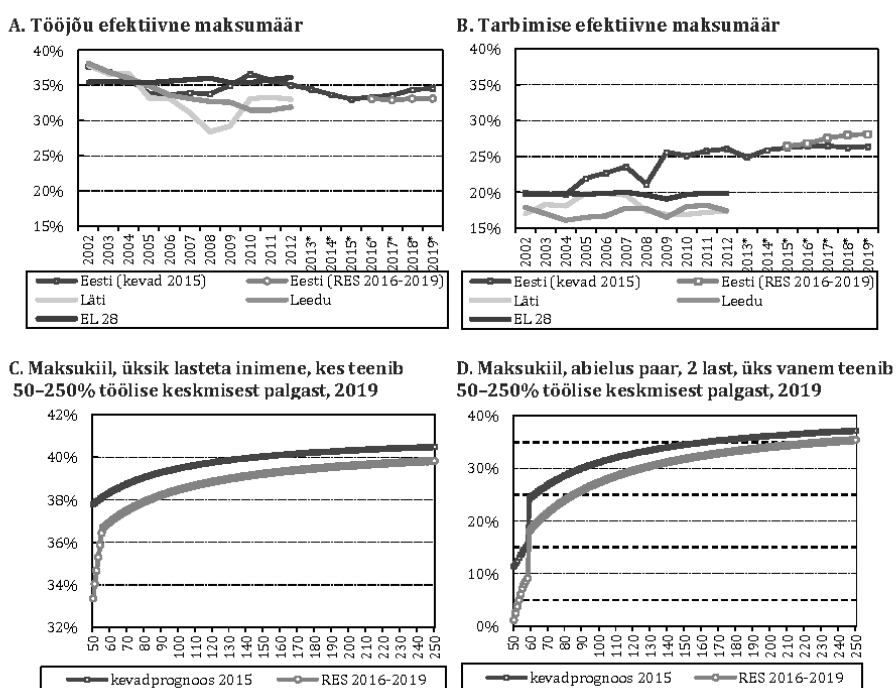 A. Tööjõu efektiivne maksumäär
40%
35%
30%
25%
20%
15%
2002 2003 2004 2005 2006 2007 2008 2009 2010 2011 2012 2013* 2014* 2015* 2016* 2017* 2018* 2019*
Eesti (kevad 2015) Eesti (RES 2016-2019)
Läti Leedu
EL 28
B. Tarbimise efektiivne maksumäär
40%
35%
30%
25%
20%
15%
2002 2003 2004 2005 2006 2007 2008 2009 2010 2011 2012 2013* 2014* 2015* 2016* 2017* 2018* 2019*
Eesti (kevad 2015) Eesti (RES 2016-2019)
Läti Leedu
EL 28
C. Maksukiil, üksik lasteta inimene, kes teenib
50–250% töölise keskmisest palgast, 2019
42%
40%
38%
36%
34%
32%
50 60 70 80 90 100 110 120 130 140 150 160 170 180 190 200 210 220 230 240 250
kevadprognoos 2015 RES 2016-2019
D. Maksukiil, abielus paar, 2 last, üks vanem teenib
50–250% töölise keskmisest palgast, 2019
40%
30%
20%
10%
0%
50 60 70 80 90 100 110 120 130 140 150 160 170 180 190 200 210 220 230 240 250
kevadprognoos 2015 RES 2016-2019